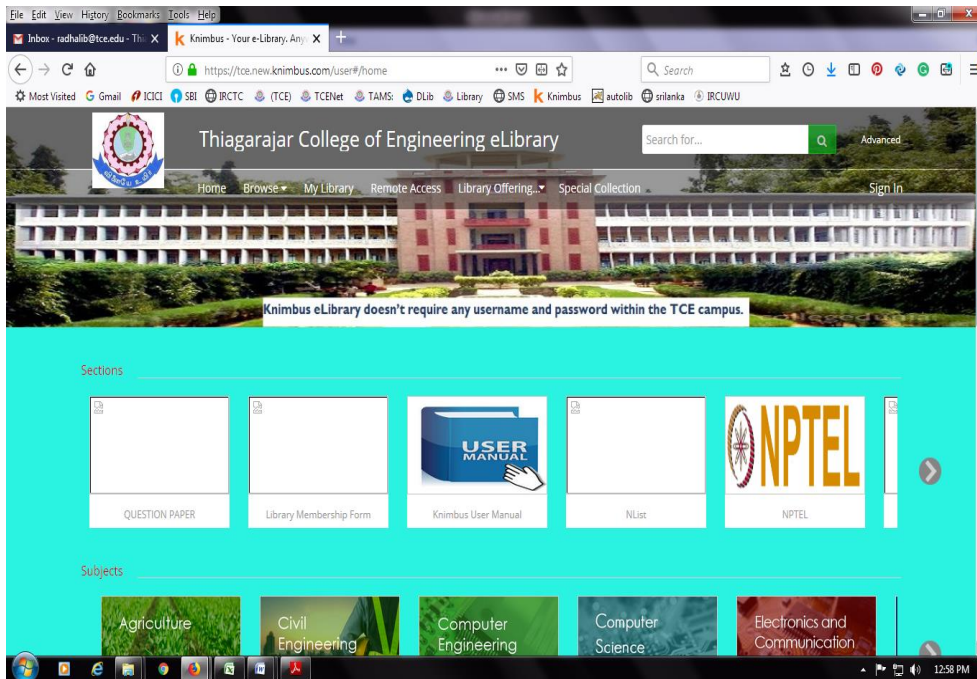 File Edit View History Bookmarks Tools Help
Inbox - radhalib@tce.edu - Thi X Knimbus - Your e-Library. Any X +
https://tce.new.knimbus.com/user#/home Search
Most Visited Gmail ICICI SBI IRCTC (TCE) TCENet TAMS: DLib Library SMS Knimbus autolib srilanka IRCUWU
Thiagarajar College of Engineering eLibrary Search for... Advanced
Home Browse My Library Remote Access Library Offering... Special Collection Sign In
Knimbus eLibrary doesn't require any username and password within the TCE campus.
Sections
USER
MANUAL
NPTEL
QUESTION PAPER Library Membership Form Knimbus User Manual NList NPTEL
Subjects
Agriculture Civil Engineering Computer Engineering Computer Science Electronics and Communication
12:58 PM